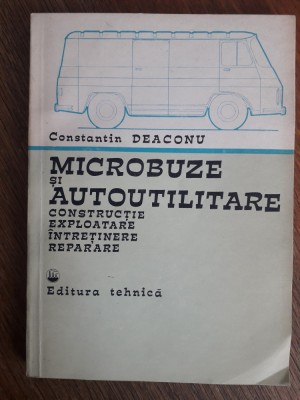 Constantin DEACONU
MICROBUZE
ȘI
AUTOUTILITARE
CONSTRUCȚIE
EXPLOATARE
ÎNTREȚINERE
REPARARE
Editura tehnică